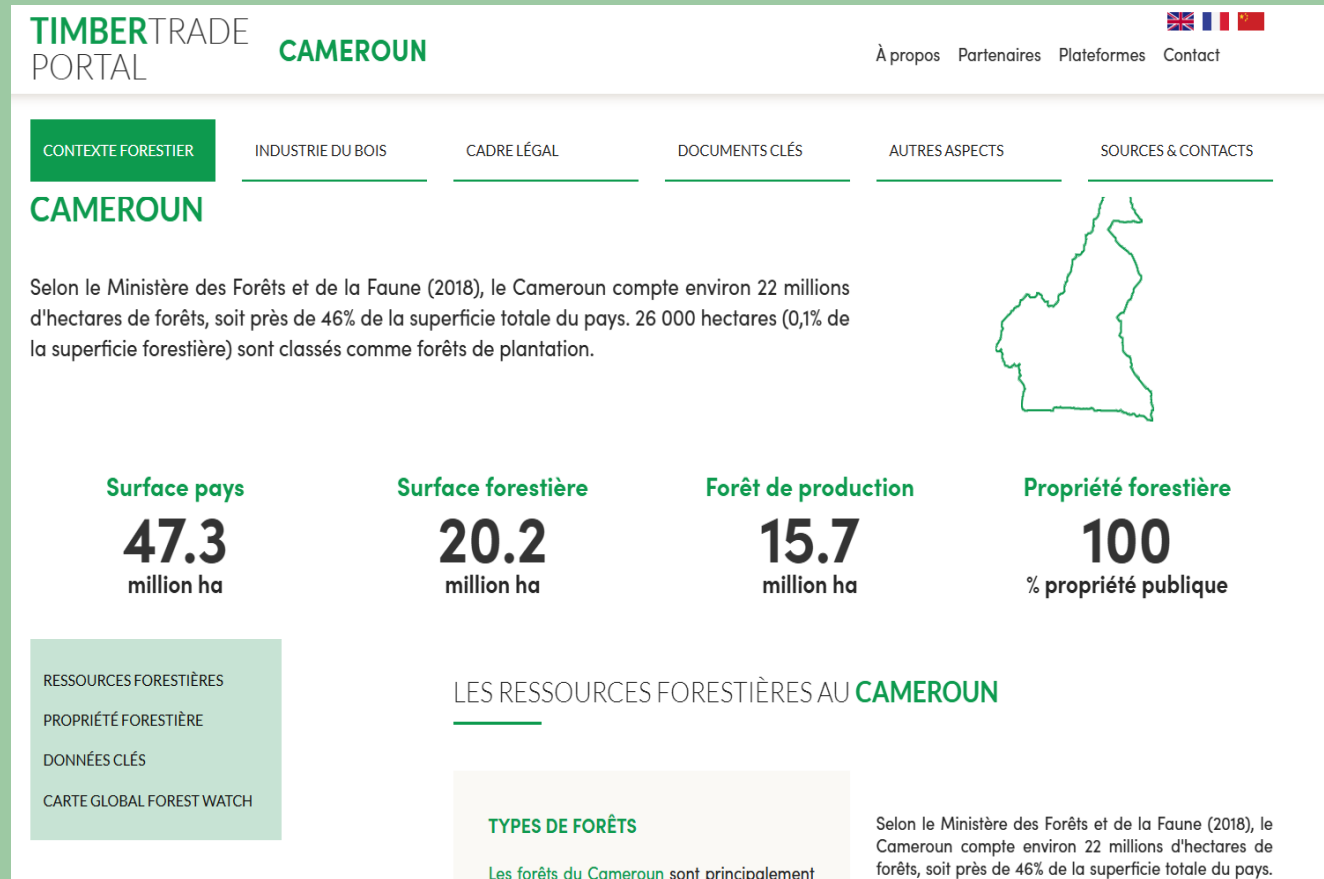 TIMBERTRADE
PORTAL
CAMEROUN
À propos Partenaires Plateformes Contact
CONTEXTE FORESTIER INDUSTRIE DU BOIS CADRE LÉGAL DOCUMENTS CLÉS AUTRES ASPECTS SOURCES & CONTACTS
CAMEROUN
Selon le Ministère des Forêts et de la Faune (2018), le Cameroun compte environ 22 millions
d'hectares de forêts, soit près de 46% de la superficie totale du pays. 26 000 hectares (0,1% de
la superficie forestière) sont classés comme forêts de plantation.
Surface pays
47.3
million ha
Surface forestière
20.2
million ha
Forêt de production
15.7
million ha
Propriété forestière
100
% propriété publique
RESSOURCES FORESTIÈRES
PROPRIÉTÉ FORESTIÈRE
DONNÉES CLÉS
CARTE GLOBAL FOREST WATCH
LES RESSOURCES FORESTIÈRES AU CAMEROUN
TYPES DE FORÊTS
Les forêts du Cameroun sont principalement
Selon le Ministère des Forêts et de la Faune (2018), le
Cameroun compte environ 22 millions d'hectares de
forêts, soit près de 46% de la superficie totale du pays.